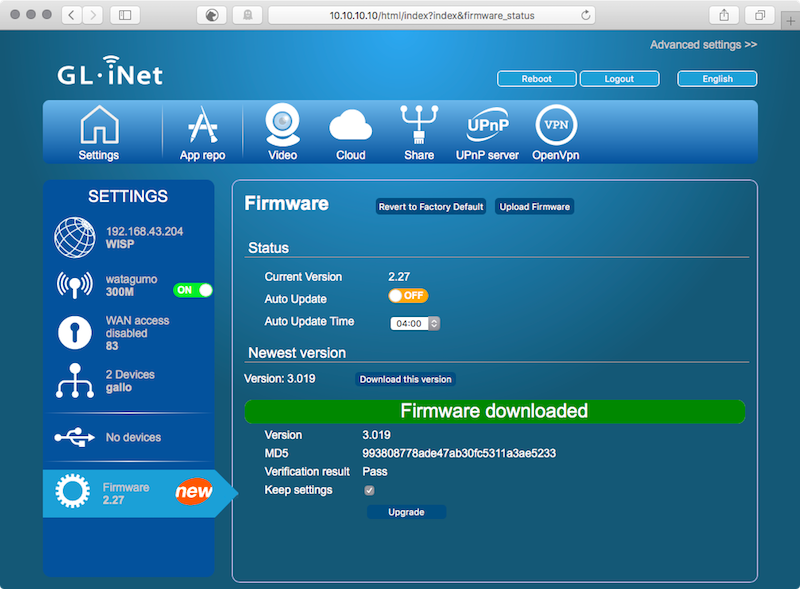 10.10.10.10/html/index?index&firmware_status
Advanced settings >>
GL·iNet
Reboot
Logout
English
Settings
App repo
Video
Cloud
Share
UPnP
UPnP server
VPN
OpenVpn
SETTINGS
192.168.43.204
WISP
watagumo
300M
ON
WAN access
disabled
83
2 Devices
gallo
No devices
Firmware
2.27
new
Firmware
Revert to Factory Default
Upload Firmware
Status
Current Version 2.27
Auto Update OFF
Auto Update Time 04:00
Newest version
Version: 3.019 Download this version
Firmware downloaded
Version 3.019
MD5 993808778ade47ab30fc5311a3ae5233
Verification result Pass
Keep settings
Upgrade